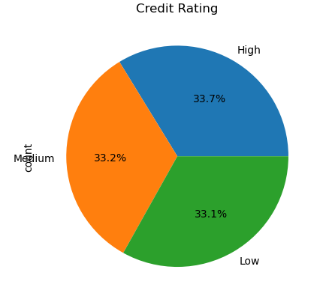 Credit Rating
High
33.7%
Medium
count
33.2%
33.1%
Low